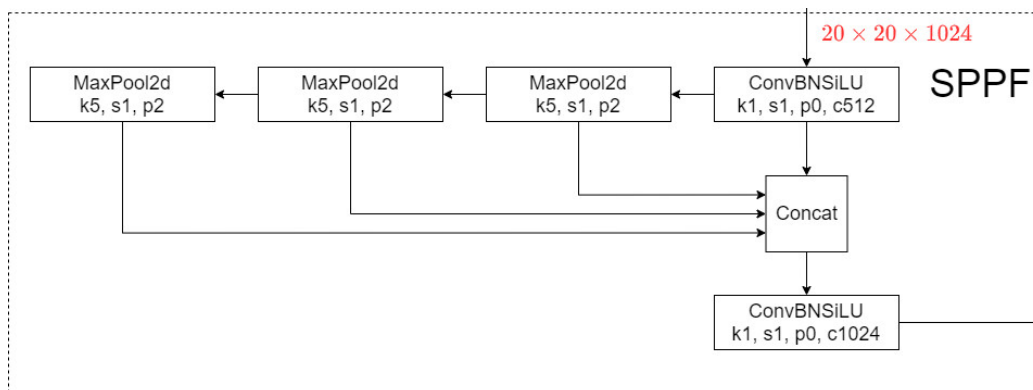 20 × 20 × 1024
SPPF
MaxPool2d
k5, s1, p2
MaxPool2d
k5, s1, p2
MaxPool2d
k5, s1, p2
ConvBNSiLU
k1, s1, p0, c512
Concat
ConvBNSiLU
k1, s1, p0, c1024